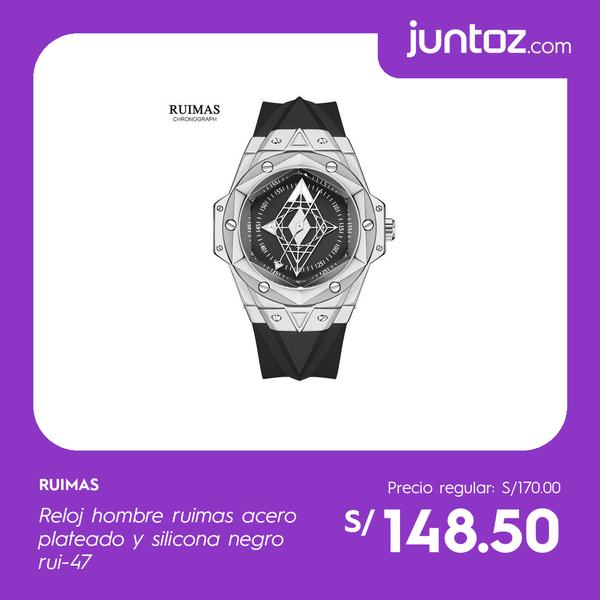 juntoz.com
RUIMAS
CHRONOGRAPH
RUIMAS
Reloj hombre ruimas acero
plateado y silicona negro
rui-47
Precio regular: S/170.00
S/148.50